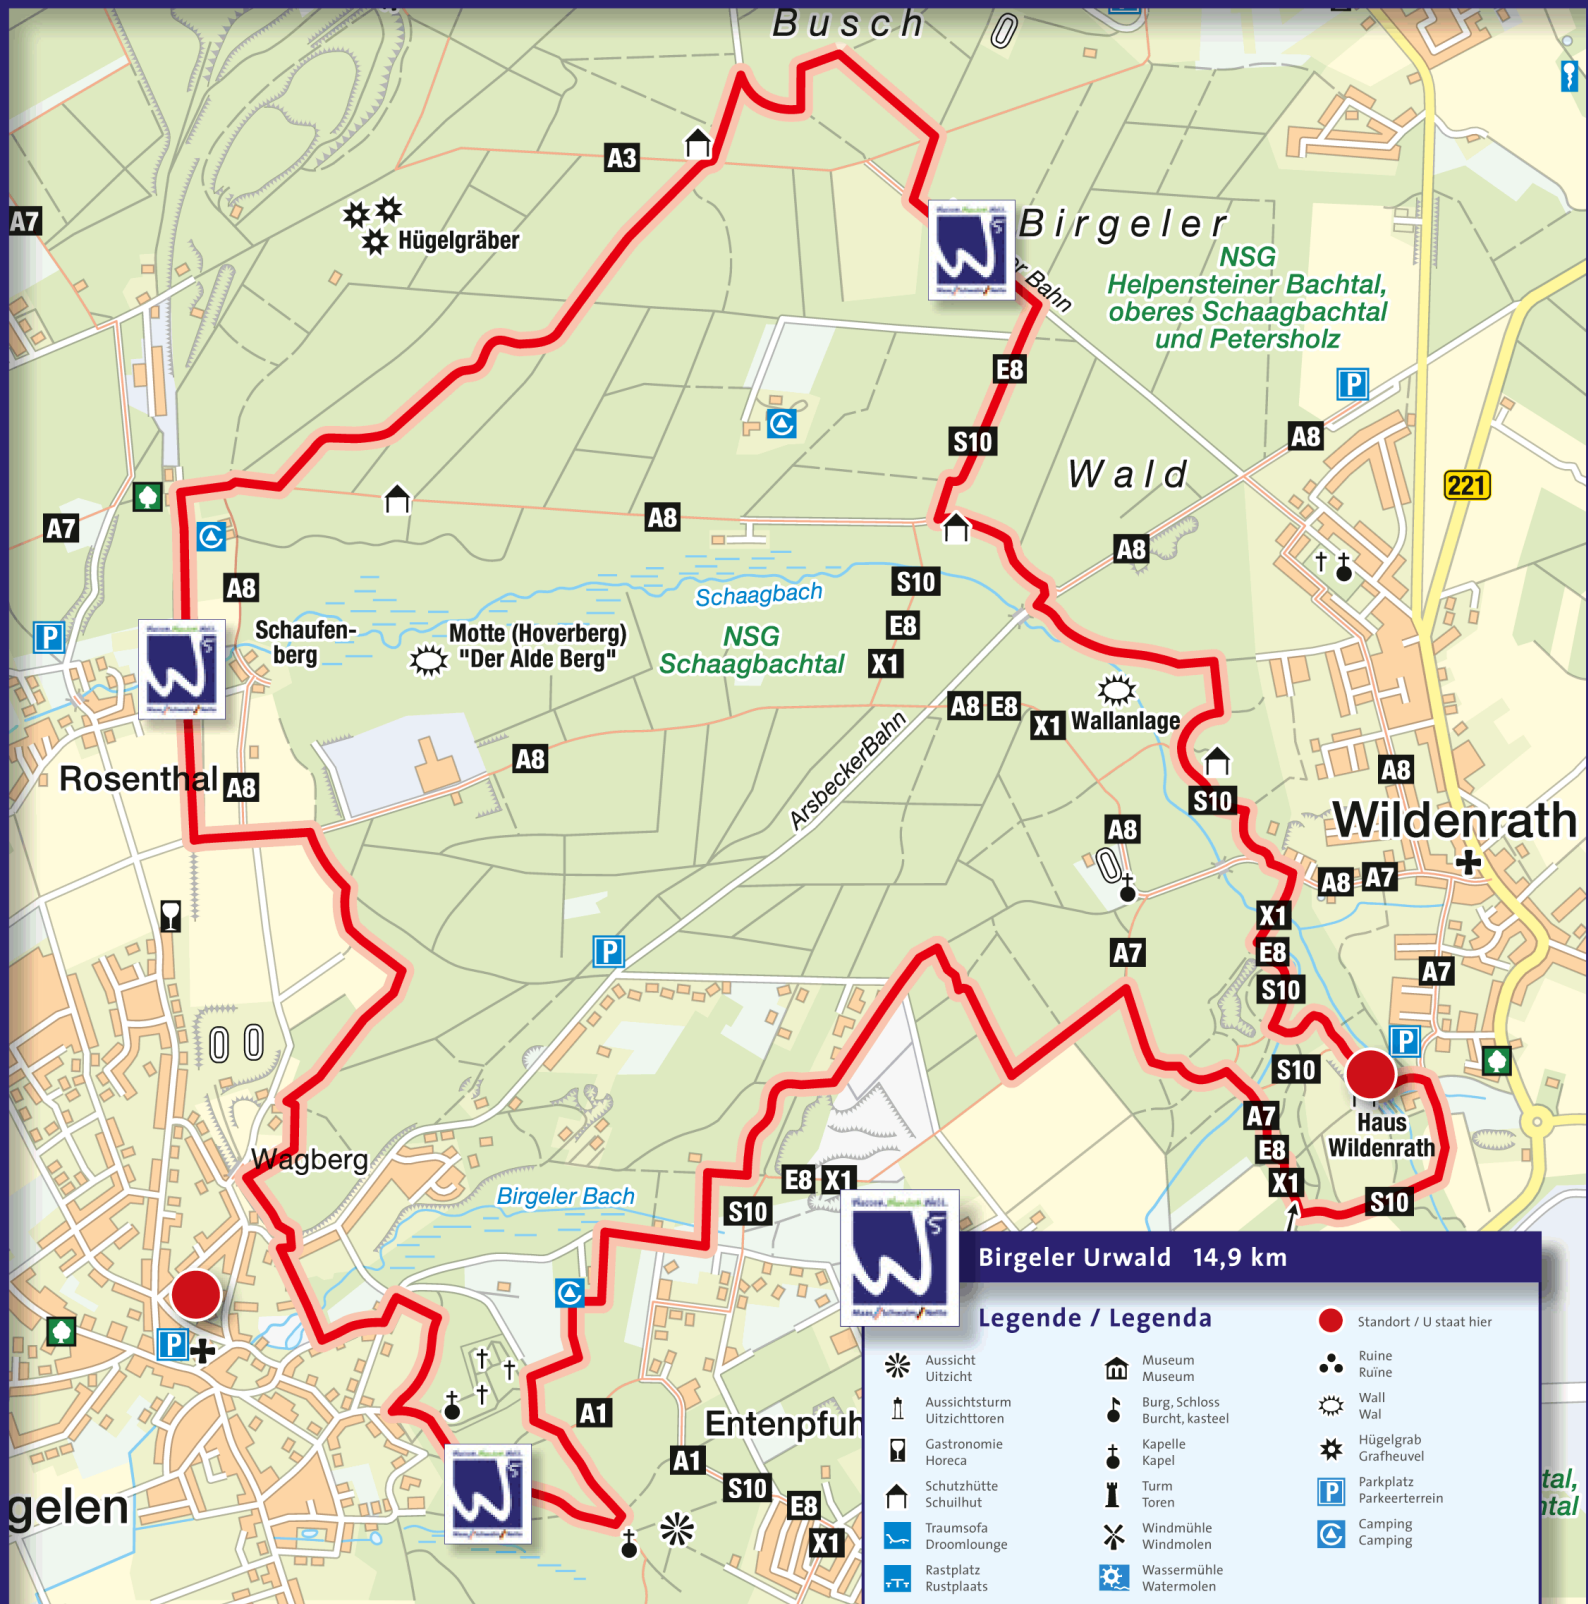 Busch
A3
A7
Hügelgräber
Birgeler
er Bahn
NSG
Helpensteiner Bachtal,
oberes Schaagbachtal
und Petersholz
E8
P
A8
S10
Wald
221
A8
A7
A8
A8
S10
Schaagbach
E8
X1
NSG
Schaagbachtal
P
Schaufen-
berg
Motte (Hoverberg)
"Der Alde Berg"
A8 E8
X1
Wallanlage
A8
ArsbeckerBahn
Rosenthal
A8
A8
S10
Wildenrath
A8
A8 A7
X1
E8
S10
A7
A7
P
P
S10
Haus
Wildenrath
A7
E8
X1
S10
Wagberg
Birgeler Bach
E8 X1
S10
P
A1
Entenpfuh
A1
S10
E8
X1
gelen
tal,
ntal
Birgeler Urwald 14,9 km
Legende / Legenda
Aussicht
Uitzicht
Aussichtsturm
Uitzichttoren
Gastronomie
Horeca
Schutzhütte
Schuilhut
Traumsofa
Droomlounge
Rastplatz
Rustplaats
Museum
Museum
Burg, Schloss
Burcht, kasteel
Kapelle
Kapel
Turm
Toren
Windmühle
Windmolen
Wassermühle
Watermolen
Standort / U staat hier
Ruine
Ruïne
Wall
Wal
Hügelgrab
Grafheuvel
P
Parkplatz
Parkeerterrein
Camping
Camping